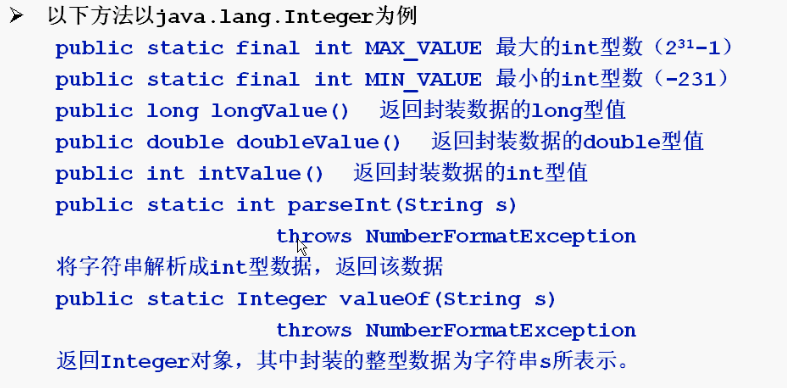 ➢ 以下方法以java.lang.Integer为例
public static final int MAX_VALUE 最大的int型数（2³¹-1）
public static final int MIN_VALUE 最小的int型数（-231）
public long longValue() 返回封装数据的long型值
public double doubleValue() 返回封装数据的double型值
public int intValue() 返回封装数据的int型值
public static int parseInt(String s)
throws NumberFormatException
将字符串解析成int型数据，返回该数据
public static Integer valueOf(String s)
throws NumberFormatException
返回Integer对象，其中封装的整型数据为字符串s所表示。